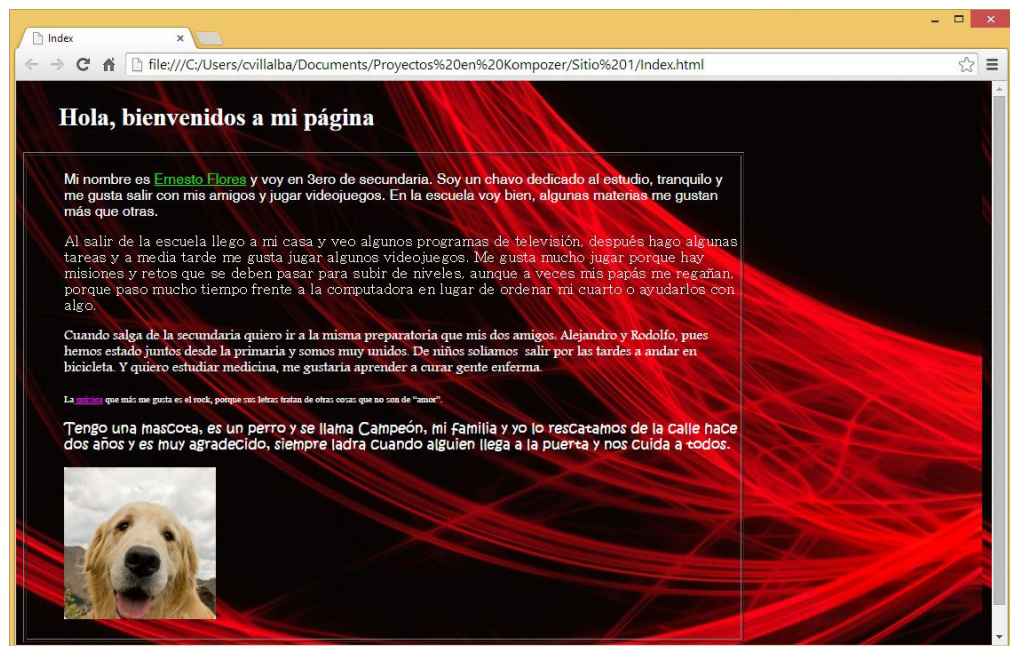 Index
file:///C:/Users/cvillalba/Documents/Proyectos%20en%20Kompozer/Sitio%201/Index.html
Hola, bienvenidos a mi página
Mi nombre es Ernesto Flores y voy en 3ero de secundaria. Soy un chavo dedicado al estudio, tranquilo y
me gusta salir con mis amigos y jugar videojuegos. En la escuela voy bien, algunas materias me gustan
más que otras.
Al salir de la escuela llego a mi casa y veo algunos programas de televisión, después hago algunas
tareas y a media tarde me gusta jugar algunos videojuegos. Me gusta mucho jugar porque hay
misiones y retos que se deben pasar para subir de niveles, aunque a veces mis papás me regañan,
porque paso mucho tiempo frente a la computadora en lugar de ordenar mi cuarto o ayudarlos con
algo.
Cuando salga de la secundaria quiero ir a la misma preparatoria que mis dos amigos. Alejandro y Rodolfo, pues
hemos estado juntos desde la primaria y somos muy unidos. De niños soliamos salir por las tardes a andar en
bicicleta. Y quiero estudiar medicina, me gustaria aprender a curar gente enferma.
La música que más me gusta es el rock, porque sus letras tratan de otras cosas que no son de “amor”.
Tengo una mascota, es un perro y se llama Campeón, mi familia y yo lo rescatamos de la calle hace
dos años y es muy agradecido, siempre ladra cuando alguien llega a la puerta y nos cuida a todos.